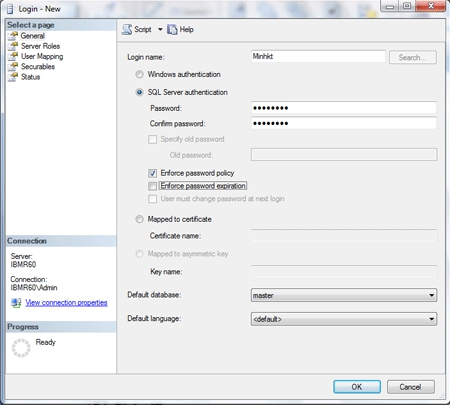 Login - New
Select a page
General
Server Roles
User Mapping
Securables
Status
Script Help
Login name: Minhkt Search...
Windows authentication
SQL Server authentication
Password: ●●●●●●●●
Confirm password: ●●●●●●●●
Specify old password
Old password:
Enforce password policy
Enforce password expiration
User must change password at next login
Mapped to certificate
Certificate name:
Mapped to asymmetric key
Key name:
Default database: master
Default language: <default>
Connection
Server:
IBMR60
Connection:
IBMR60\Admin
View connection properties
Progress
Ready
OK Cancel